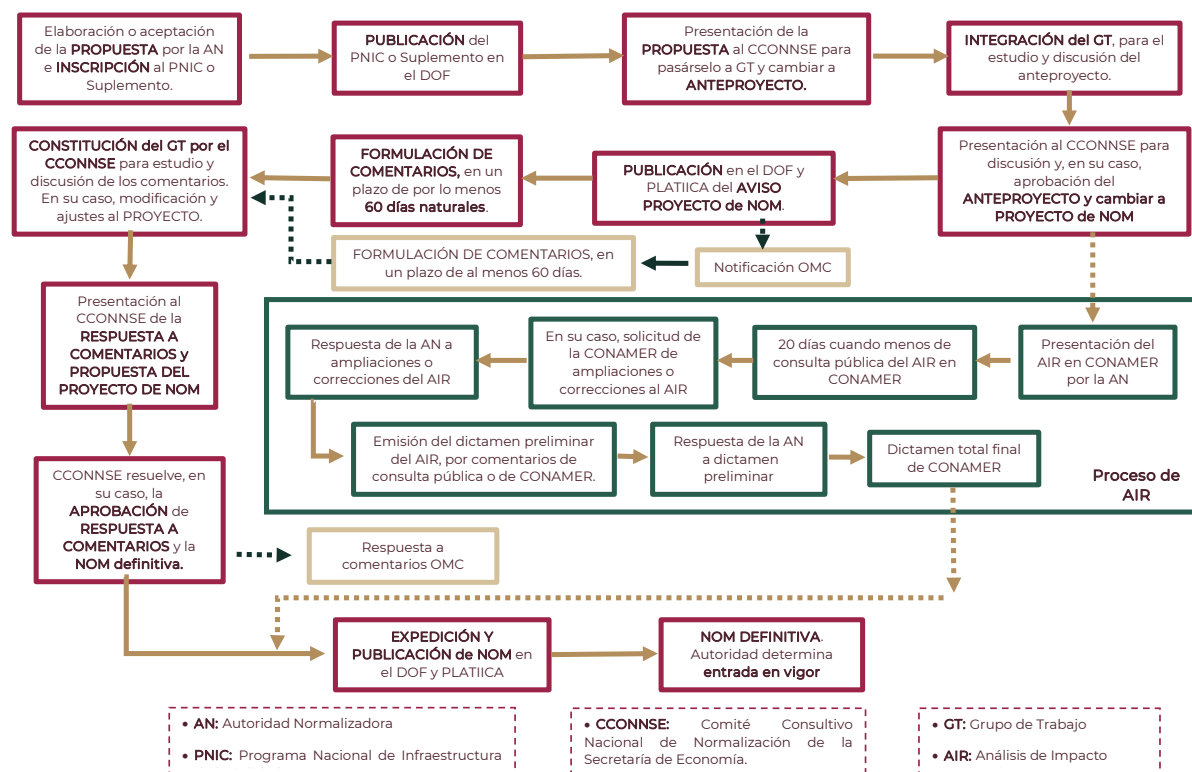 Elaboración o aceptación
de la PROPUESTA por la AN
e INSCRIPCIÓN al PNIC o
Suplemento.
PUBLICACIÓN del
PNIC o Suplemento en
el DOF
Presentación de la
PROPUESTA al CCONNSE para
pasárselo a GT y cambiar a
ANTEPROYECTO.
INTEGRACIÓN del GT, para el
estudio y discusión del
anteproyecto.
CONSTITUCIÓN del GT por el
CCONNSE para estudio y
discusión de los comentarios.
En su caso, modificación y
ajustes al PROYECTO.
FORMULACIÓN DE
COMENTARIOS, en un
plazo de por lo menos
60 días naturales.
PUBLICACIÓN en el DOF y
PLATIICA del AVISO
PROYECTO de NOM.
Presentación al CCONNSE para
discusión y, en su caso,
aprobación del
ANTEPROYECTO y cambiar a
PROYECTO de NOM
FORMULACIÓN DE COMENTARIOS, en
un plazo de al menos 60 días.
Notificación OMC
Presentación al
CCONNSE de la
RESPUESTA A
COMENTARIOS y
PROPUESTA DEL
PROYECTO DE NOM
Respuesta de la AN a
ampliaciones o
correcciones del AIR
En su caso, solicitud de
la CONAMER de
ampliaciones o
correcciones al AIR
20 días cuando menos de
consulta pública del AIR en
CONAMER
Presentación del
AIR en CONAMER
por la AN
Emisión del dictamen preliminar
del AIR, por comentarios de
consulta pública o de CONAMER.
Respuesta de la AN
a dictamen
preliminar
Dictamen total final
de CONAMER
Proceso de
AIR
CCONNSE resuelve, en
su caso, la
APROBACIÓN de
RESPUESTA A
COMENTARIOS y la
NOM definitiva.
Respuesta a
comentarios OMC
EXPEDICIÓN Y
PUBLICACIÓN de NOM en
el DOF y PLATIICA
NOM DEFINITIVA.
Autoridad determina
entrada en vigor
• AN: Autoridad Normalizadora
• PNIC: Programa Nacional de Infraestructura
• CCONNSE: Comité Consultivo
Nacional de Normalización de la
Secretaría de Economía.
• GT: Grupo de Trabajo
• AIR: Análisis de Impacto